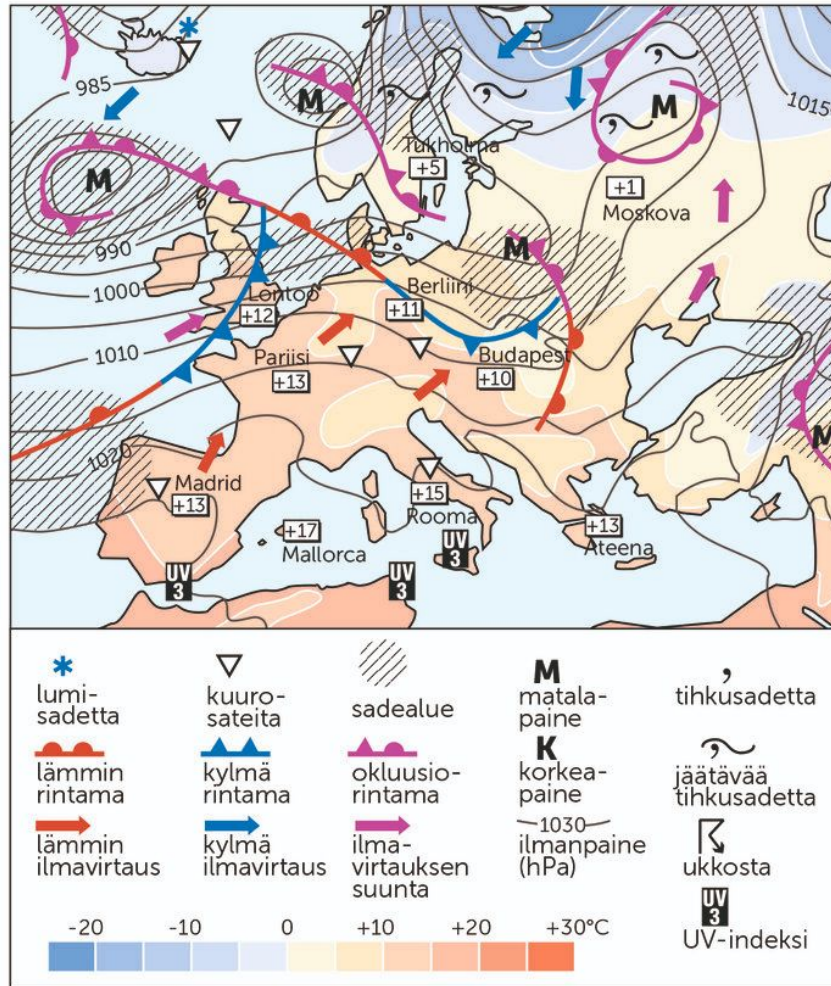 985
M
M
M
1015
Tukholma
+5
+1
Moskova
990
M
1000
Lontoo
+12
Berliini
+11
1010
Pariisi
+13
Budapest
+10
1020
Madrid
+13
+15
Rooma
+17
Mallorca
+13
Ateena
M
UV
3
UV
3
UV
3
lumi-
sadetta
kuuro-
sateita
sadealue
M
matala-
paine
tihkusadetta
lämmin
rintama
kylmä
rintama
okluusio-
rintama
K
korkea-
paine
jäätävää
tihkusadetta
lämmin
ilmavirtaus
kylmä
ilmavirtaus
ilma-
virtauksen
suunta
1030
ilmanpaine
(hPa)
ukkosta
UV
3
UV-indeksi
-20 -10 0 +10 +20 +30°C